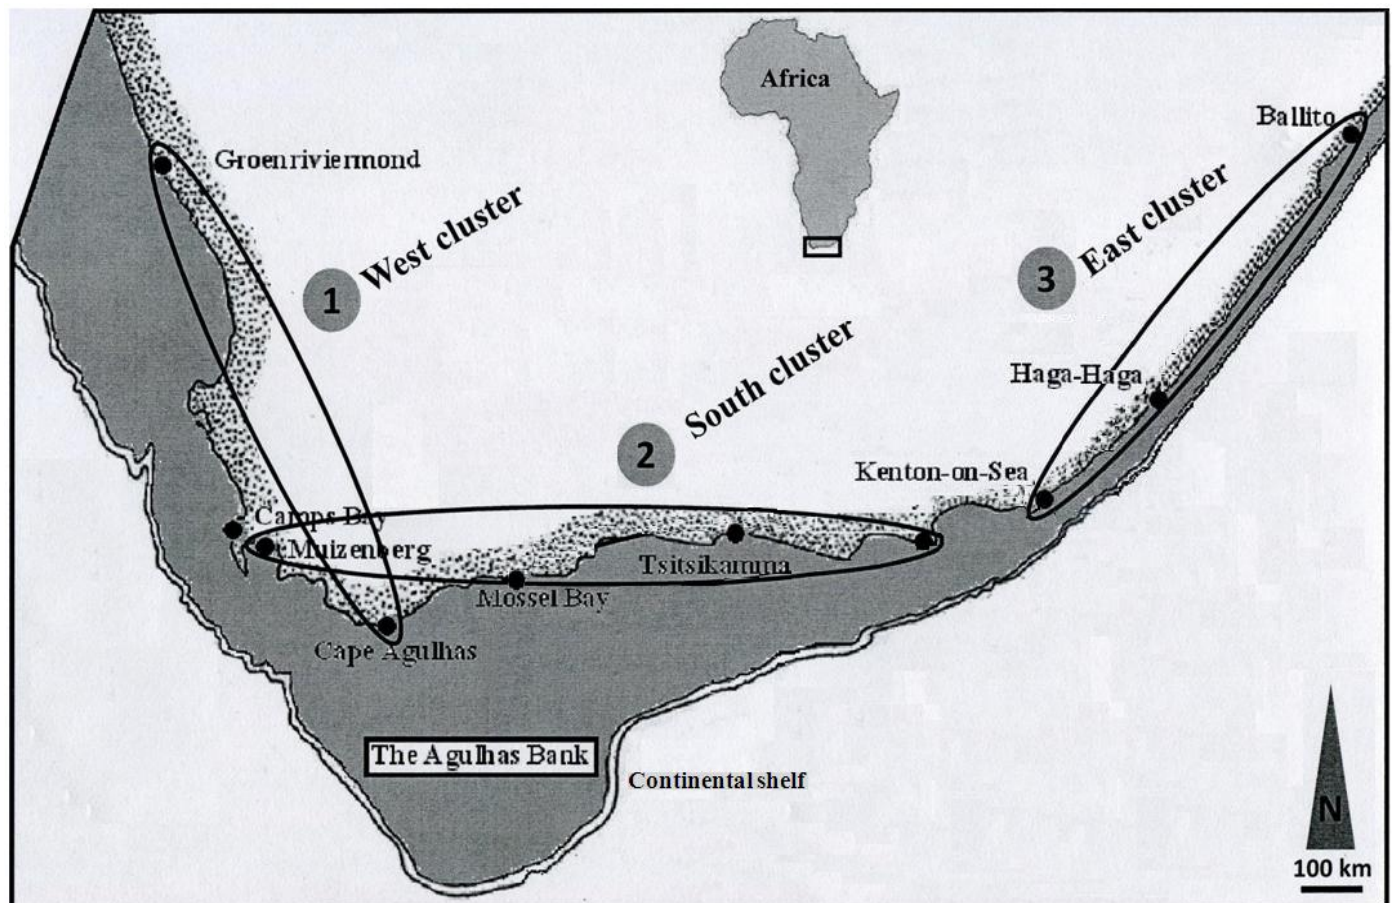 Africa
Ballito
Groenriviermond
West cluster
1
East cluster
3
South cluster
2
Haga-Haga
Kenton-on-Sea
Camps Bay
Muizenberg
Tsitsikamma
Mossel Bay
Cape Agulhas
The Agulhas Bank
Continental shelf
N
100 km